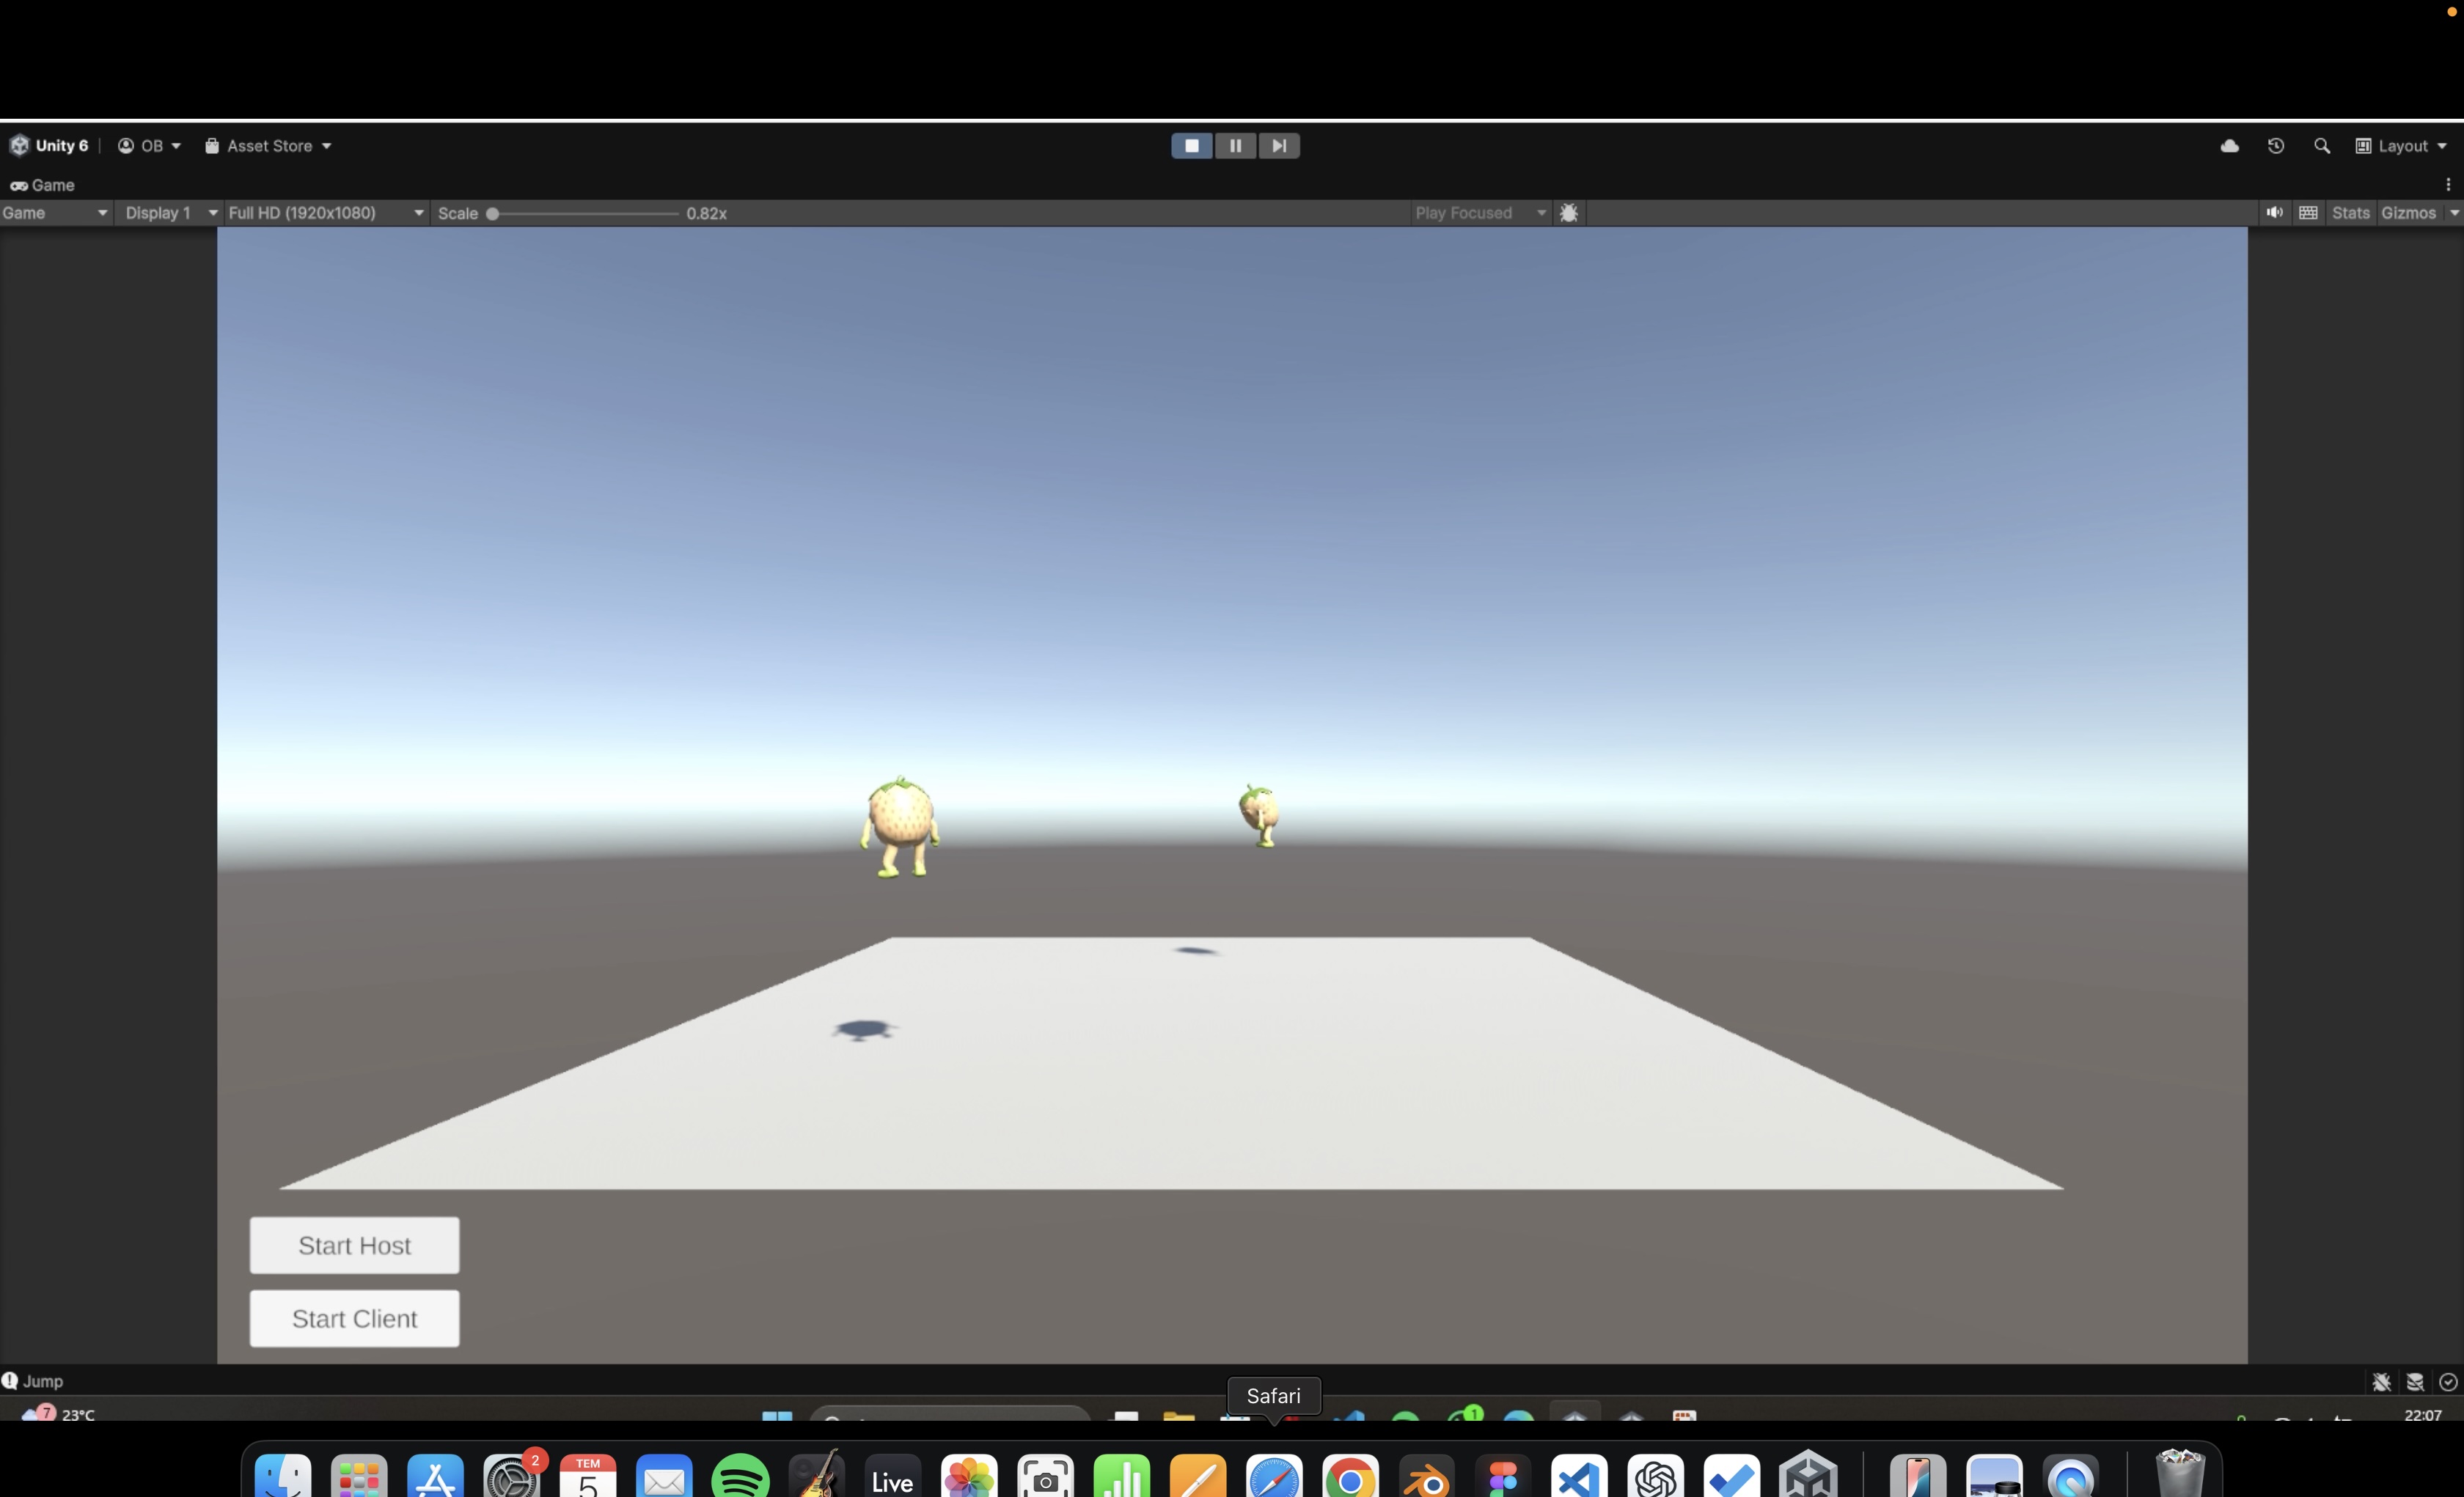 Unity 6 OB Asset Store Layout
Game
Game Display 1 Full HD (1920x1080) Scale 0.82x Play Focused Stats Gizmos
Start Host
Start Client
Jump
Safari
7 23°C 1 22:07
2 TEM
5 Live